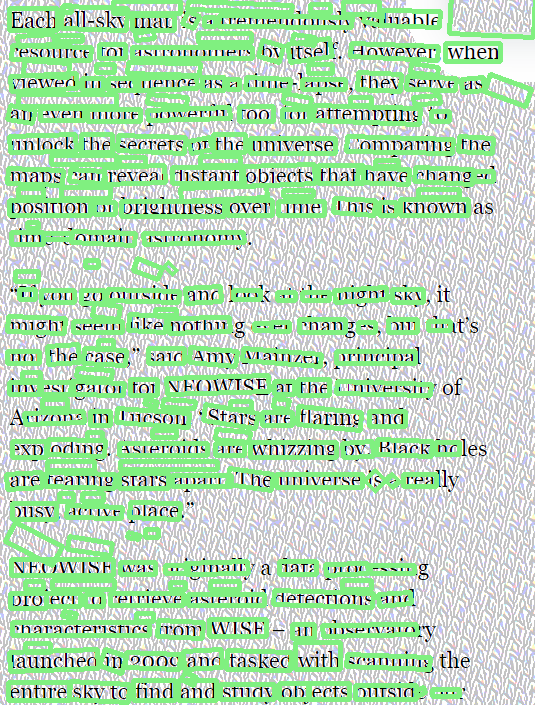 Each all-sky map is a tremendously valuable
resource for astronomers by itself. However, when
viewed in sequence as a time-lapse, they serve as
an even more powerful tool for attempting to
unlock the secrets of the universe. Comparing the
maps can reveal distant objects that have changed
position or brightness over time. This is known as
time-domain astronomy.
“If you go outside and look at the night sky, it
might seem like nothing ever changes, but that’s
not the case,” said Amy Mainzer, principal
investigator for NEOWISE at the University of
Arizona in Tucson. “Stars are flaring and
exploding. Asteroids are whizzing by. Black holes
are tearing stars apart. The universe is a really
busy, active place.”
NEOWISE was originally a data processing
project to retrieve asteroid detections and
characteristics from WISE – an observatory
launched in 2009 and tasked with scanning the
entire sky to find and study objects outside our